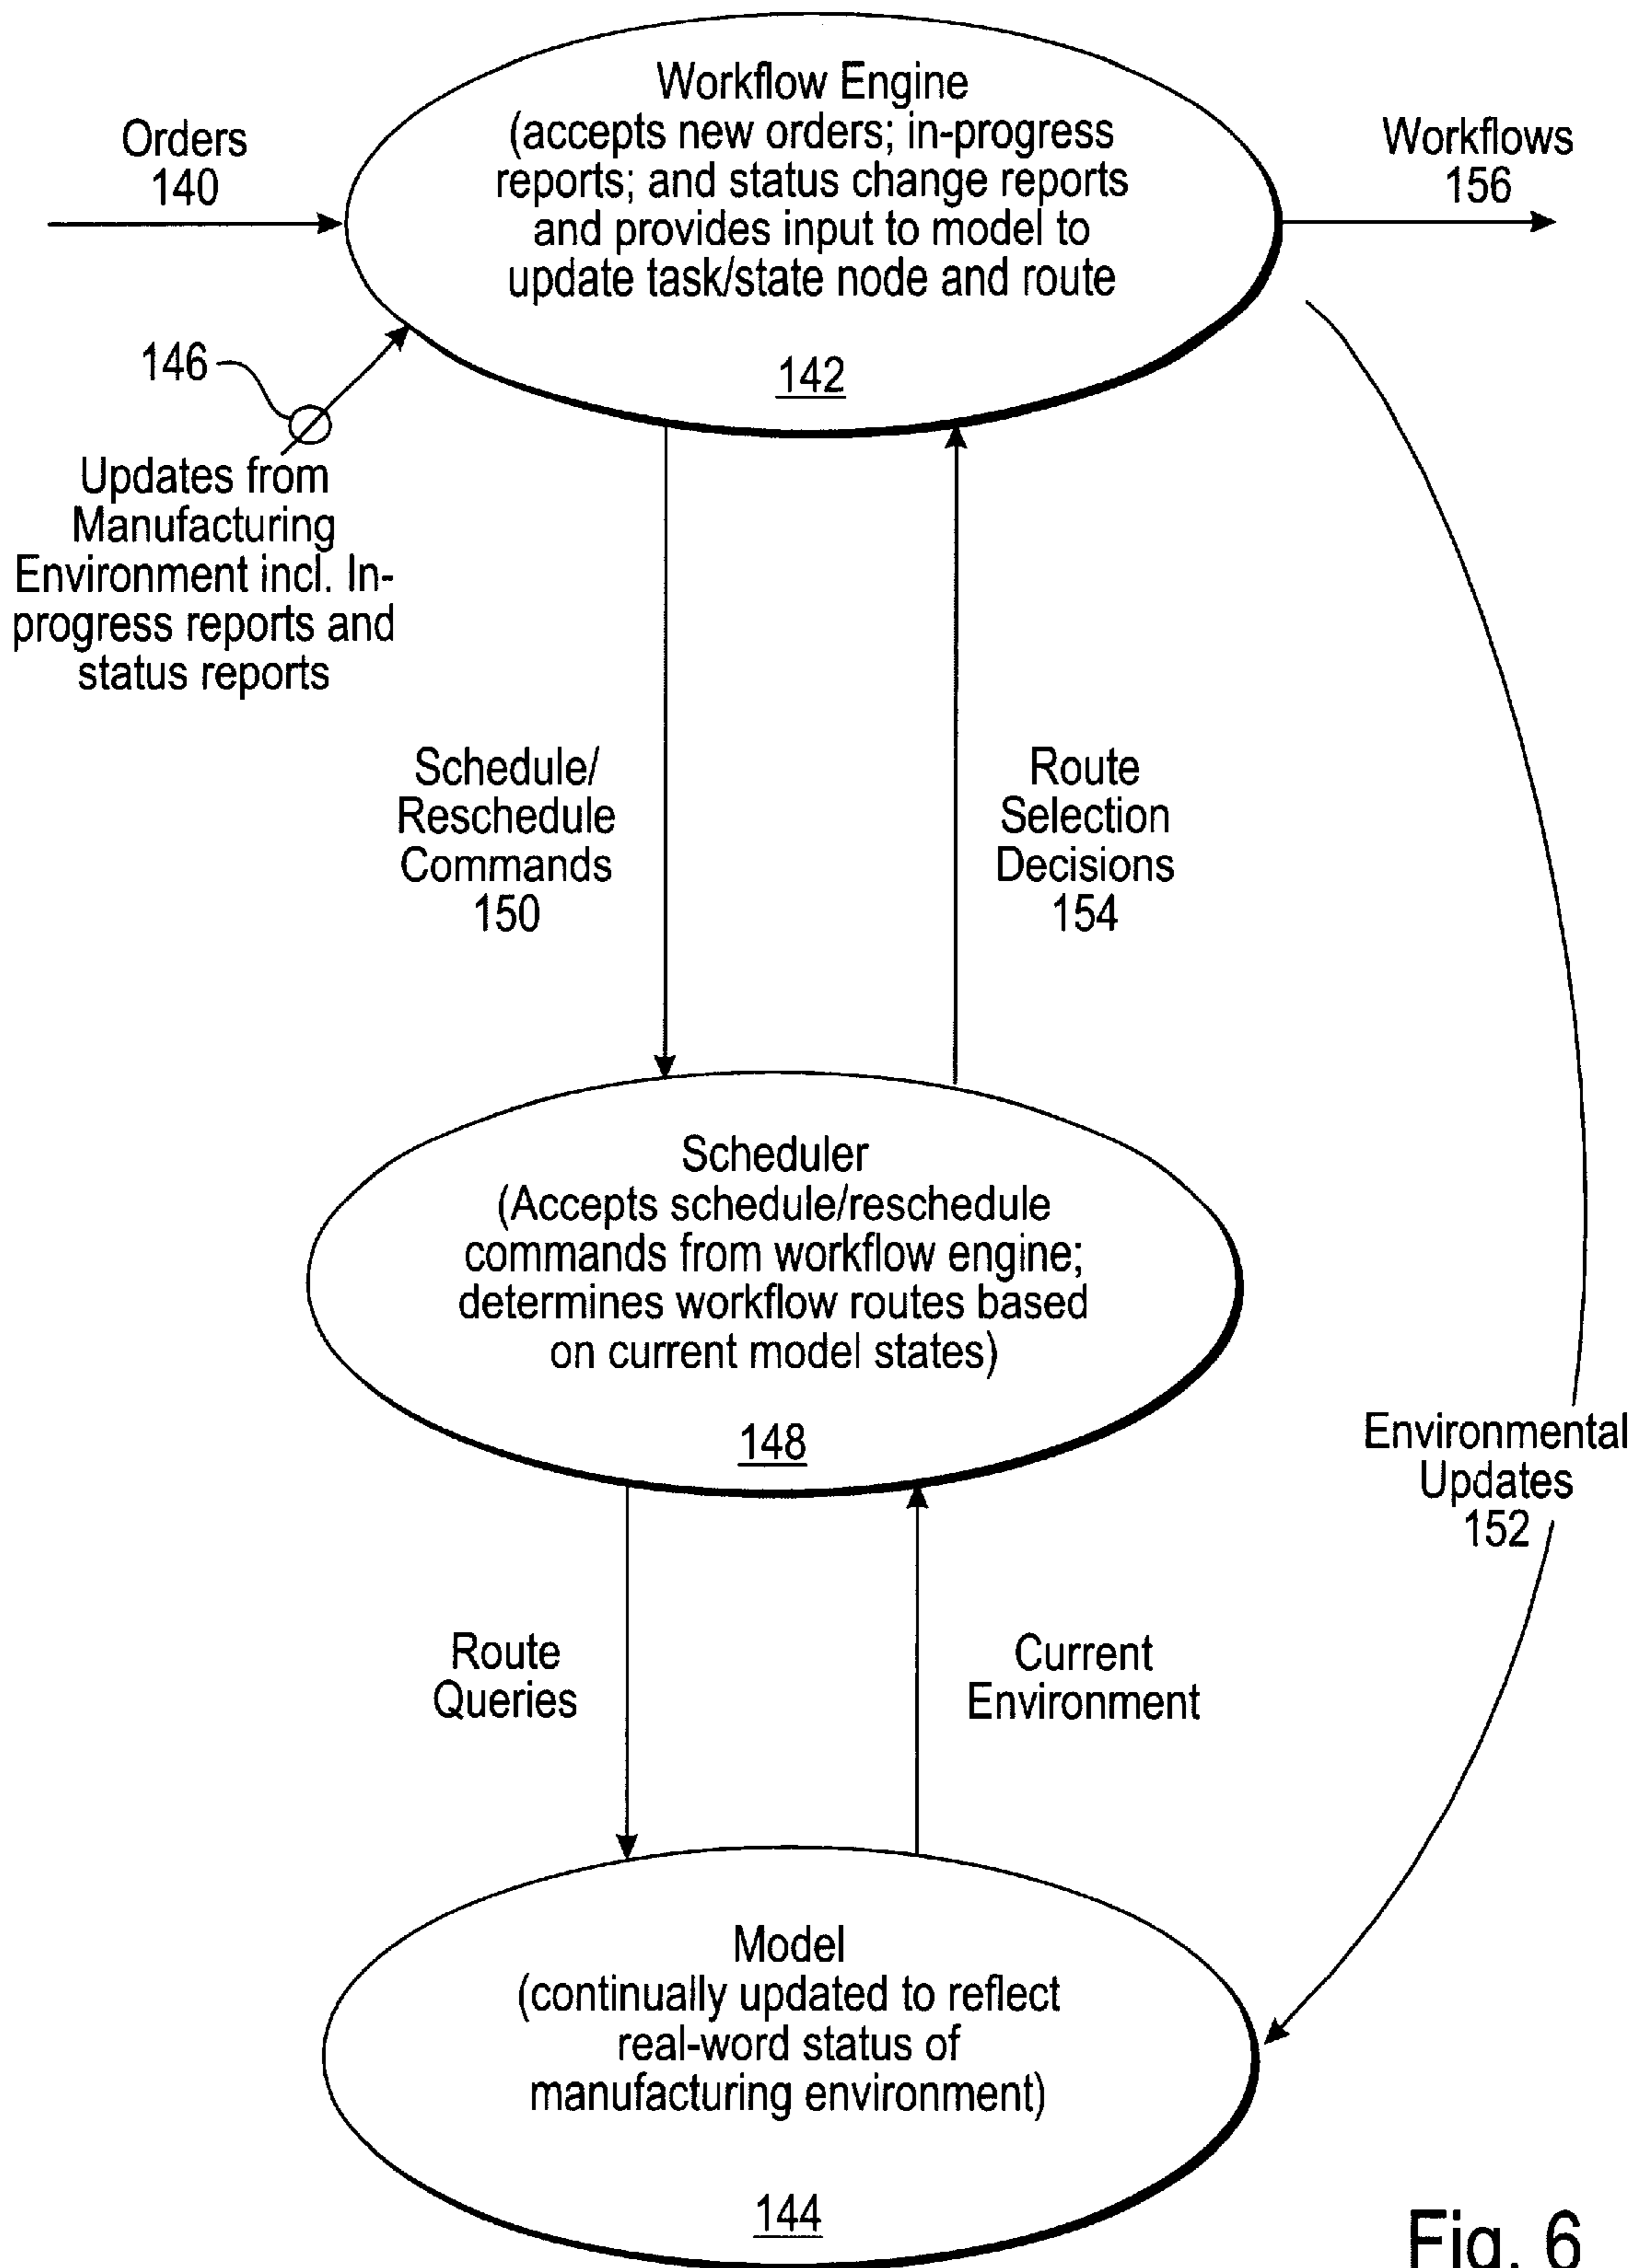 Workflow Engine
(accepts new orders; in-progress
reports; and status change reports
and provides input to model to
update task/state node and route
142
Orders
140
Workflows
156
146
Updates from
Manufacturing
Environment incl. In-
progress reports and
status reports
Schedule/
Reschedule
Commands
150
Route
Selection
Decisions
154
Scheduler
(Accepts schedule/reschedule
commands from workflow engine;
determines workflow routes based
on current model states)
148
Environmental
Updates
152
Route
Queries
Current
Environment
Model
(continually updated to reflect
real-word status of
manufacturing environment)
144
Fig. 6